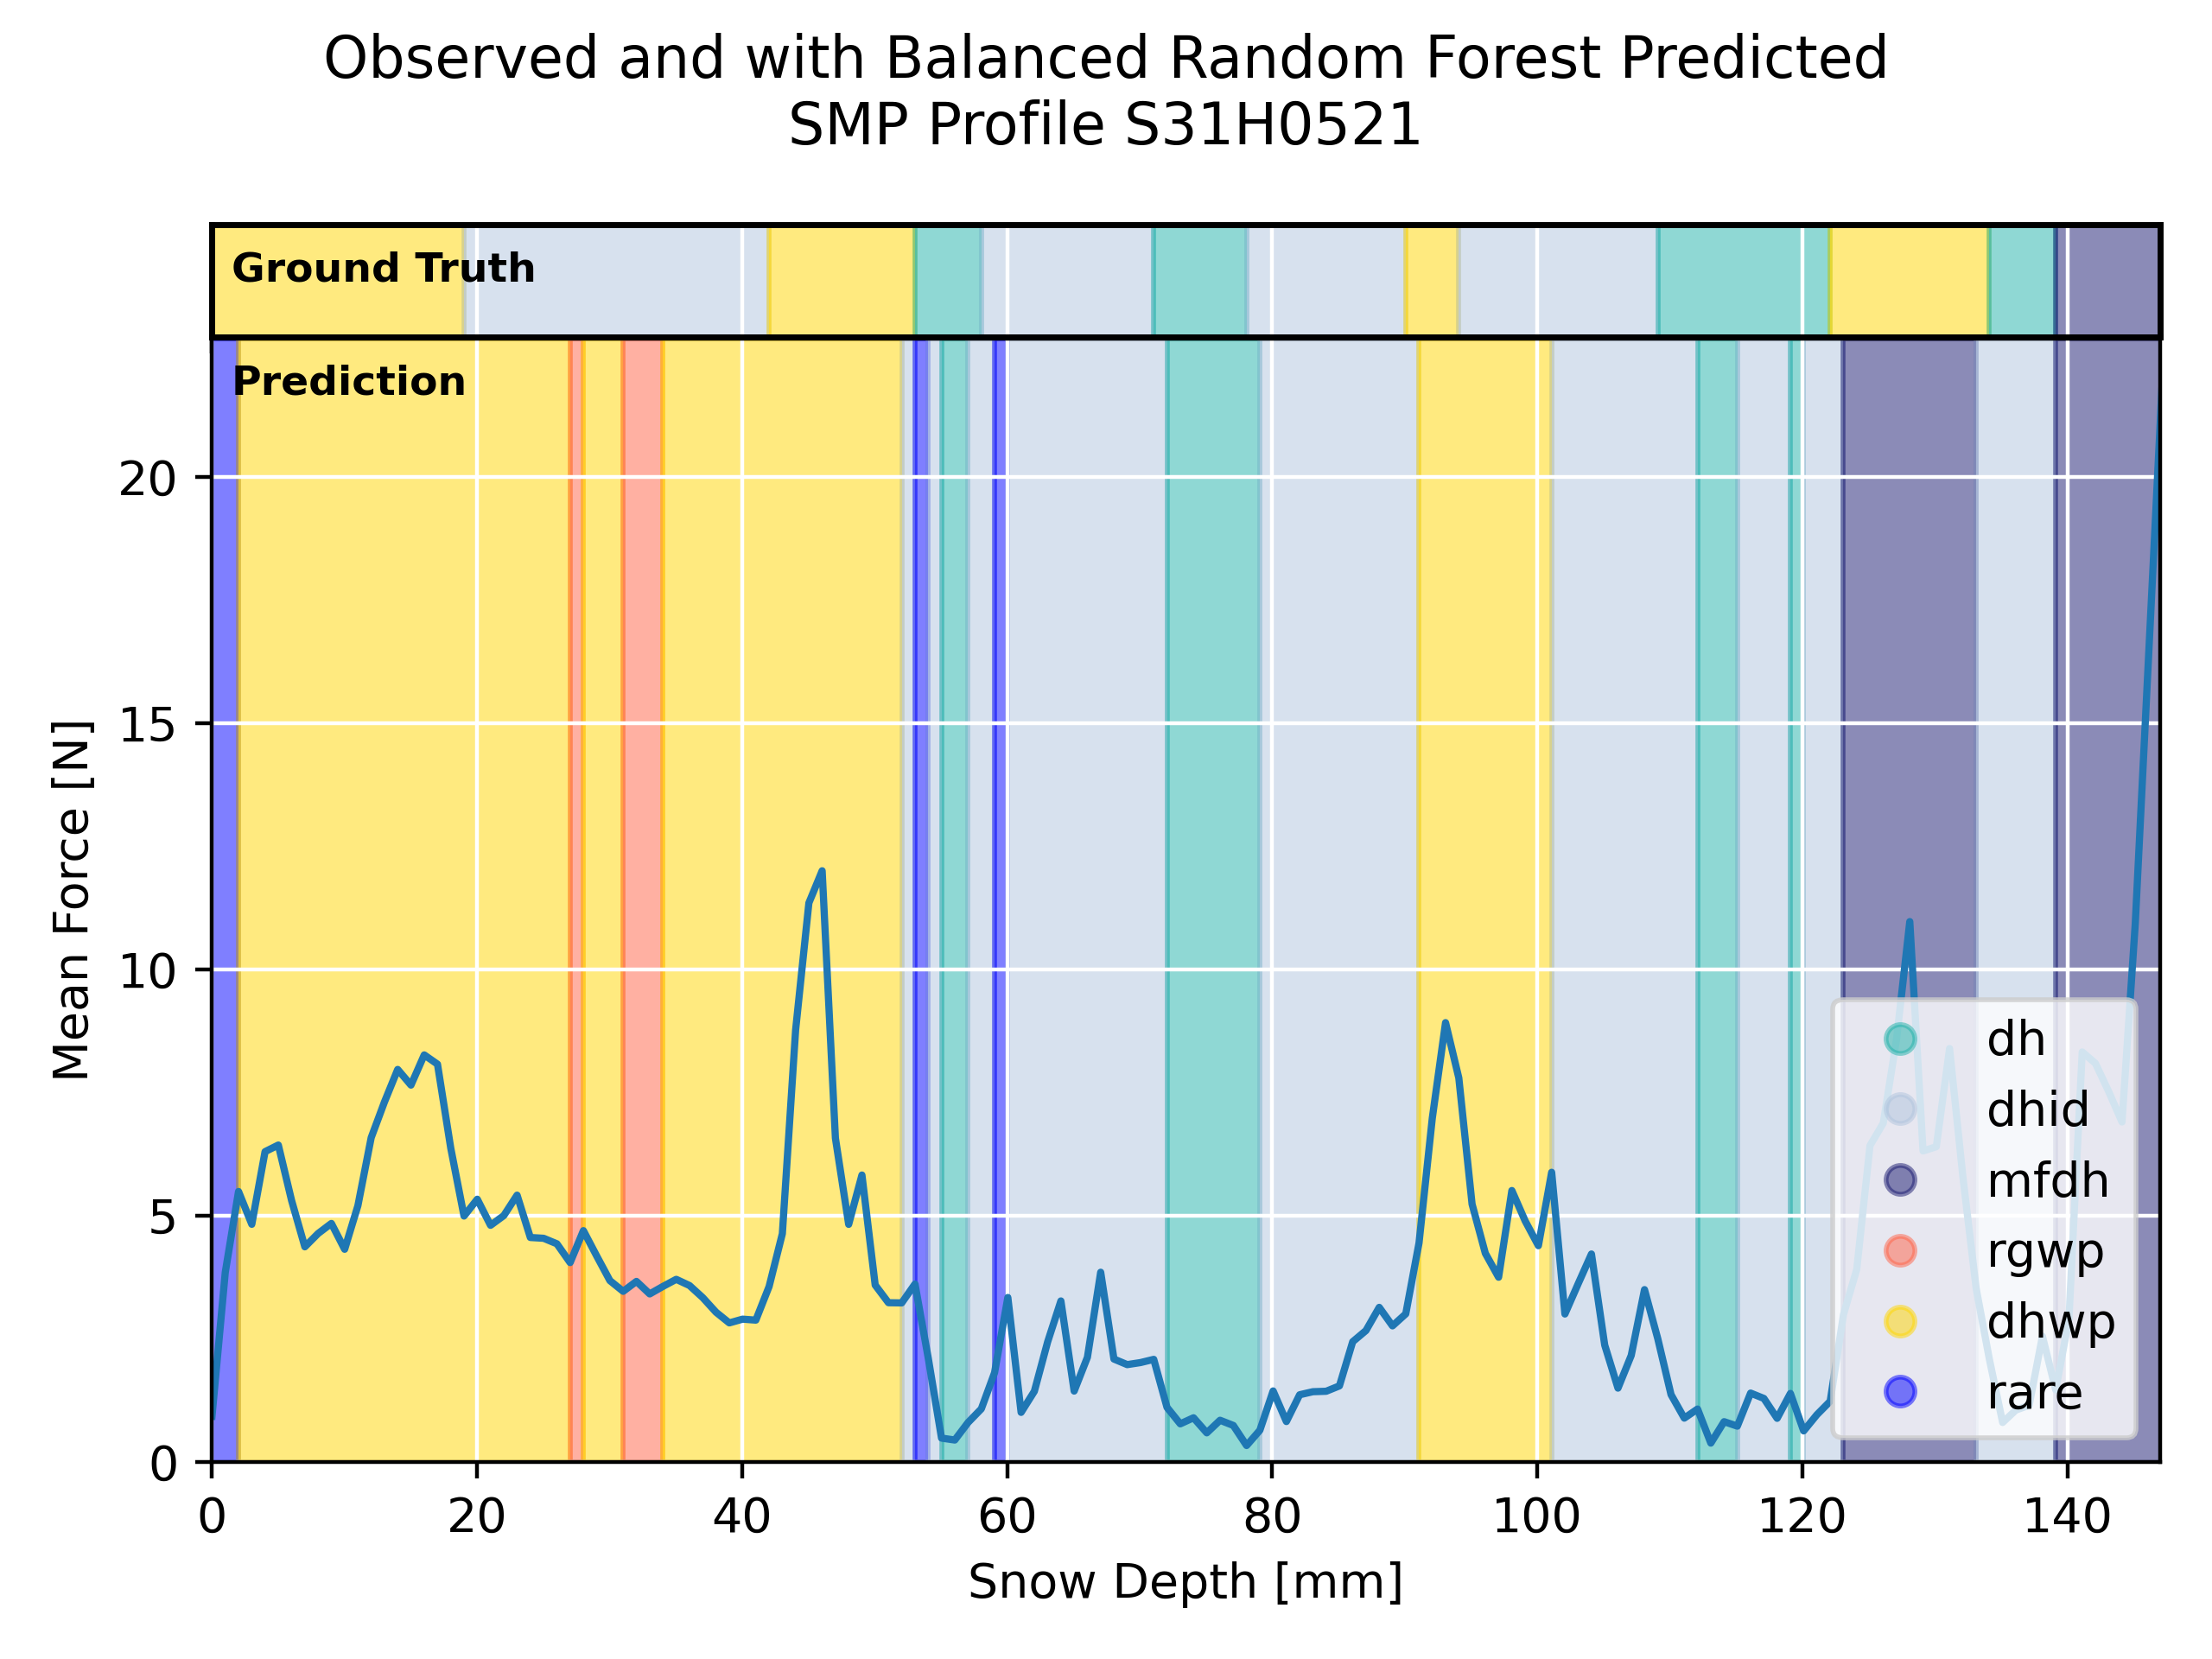 Observed and with Balanced Random Forest Predicted
SMP Profile S31H0521
Ground Truth
Prediction
20
15
10
5
0
Mean Force [N]
dh
dhid
mfdh
rgwp
dhwp
rare
0 20 40 60 80 100 120 140
Snow Depth [mm]